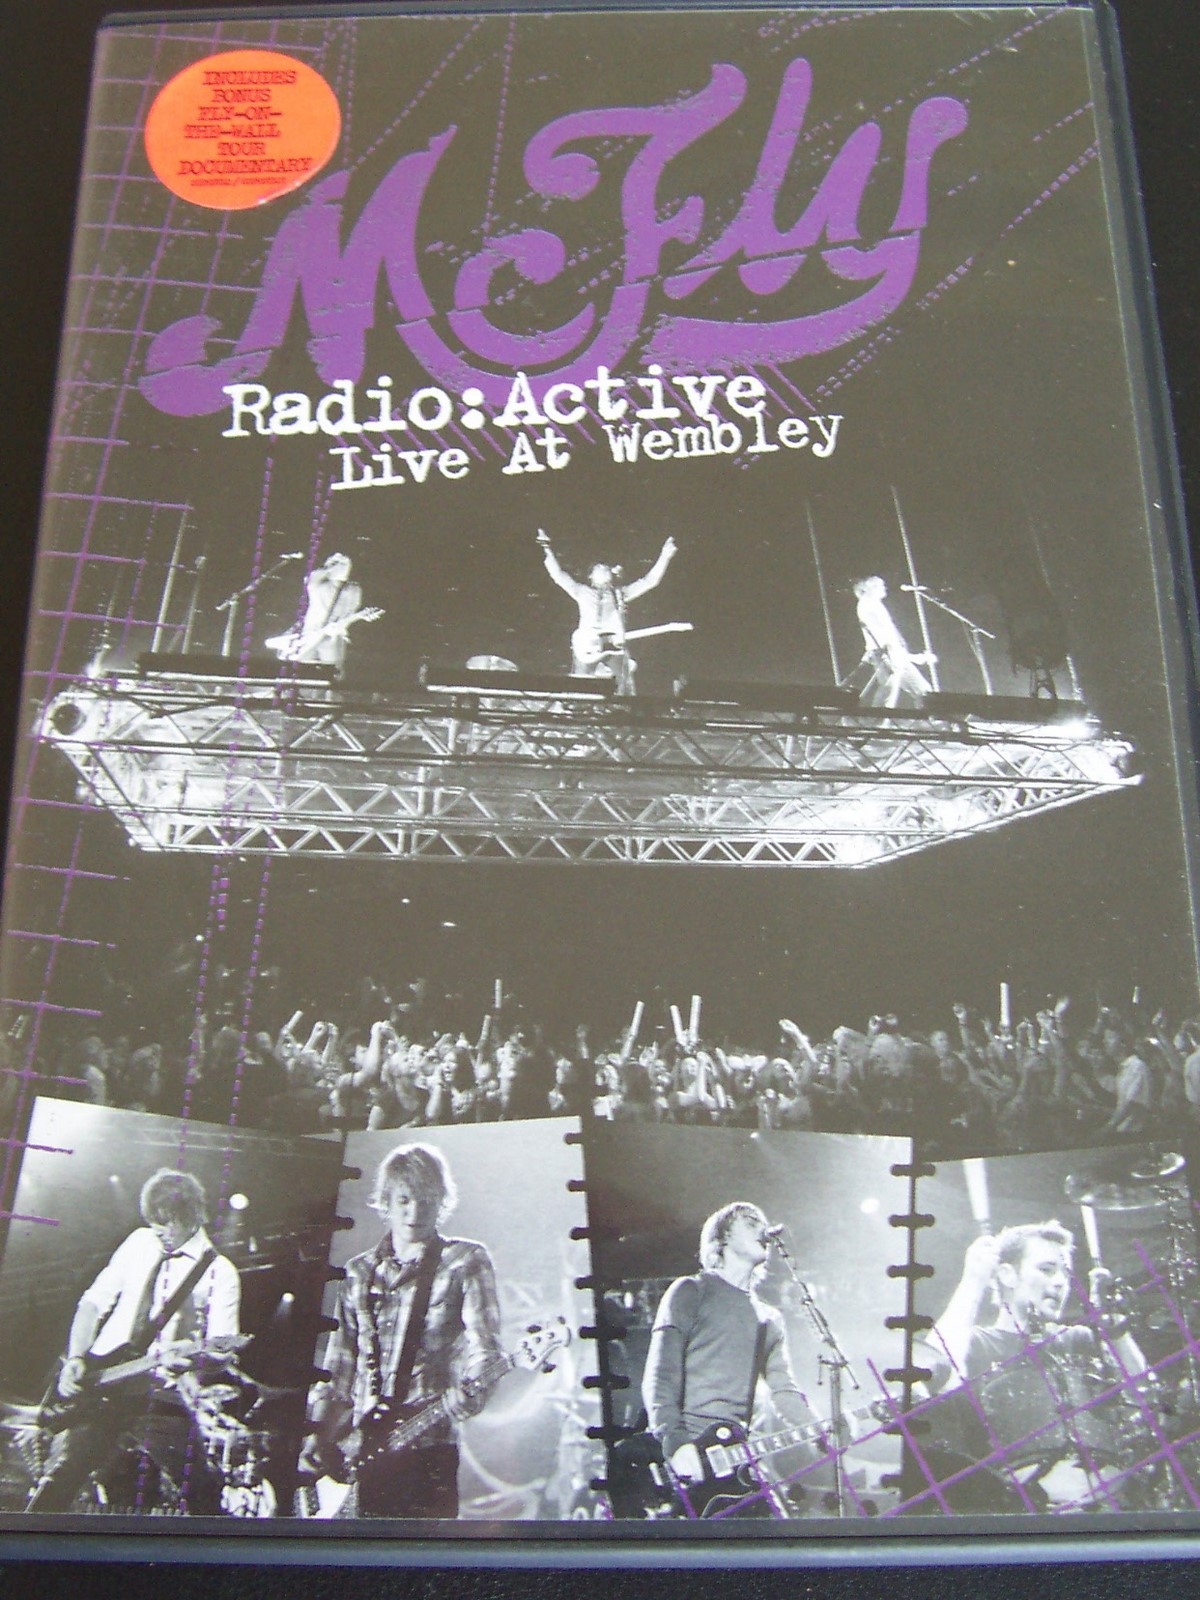 INCLUDES
BONUS
FLY-ON-
THE-WALL
TOUR
DOCUMENTARY
McFly
Radio:Active
Live At Wembley